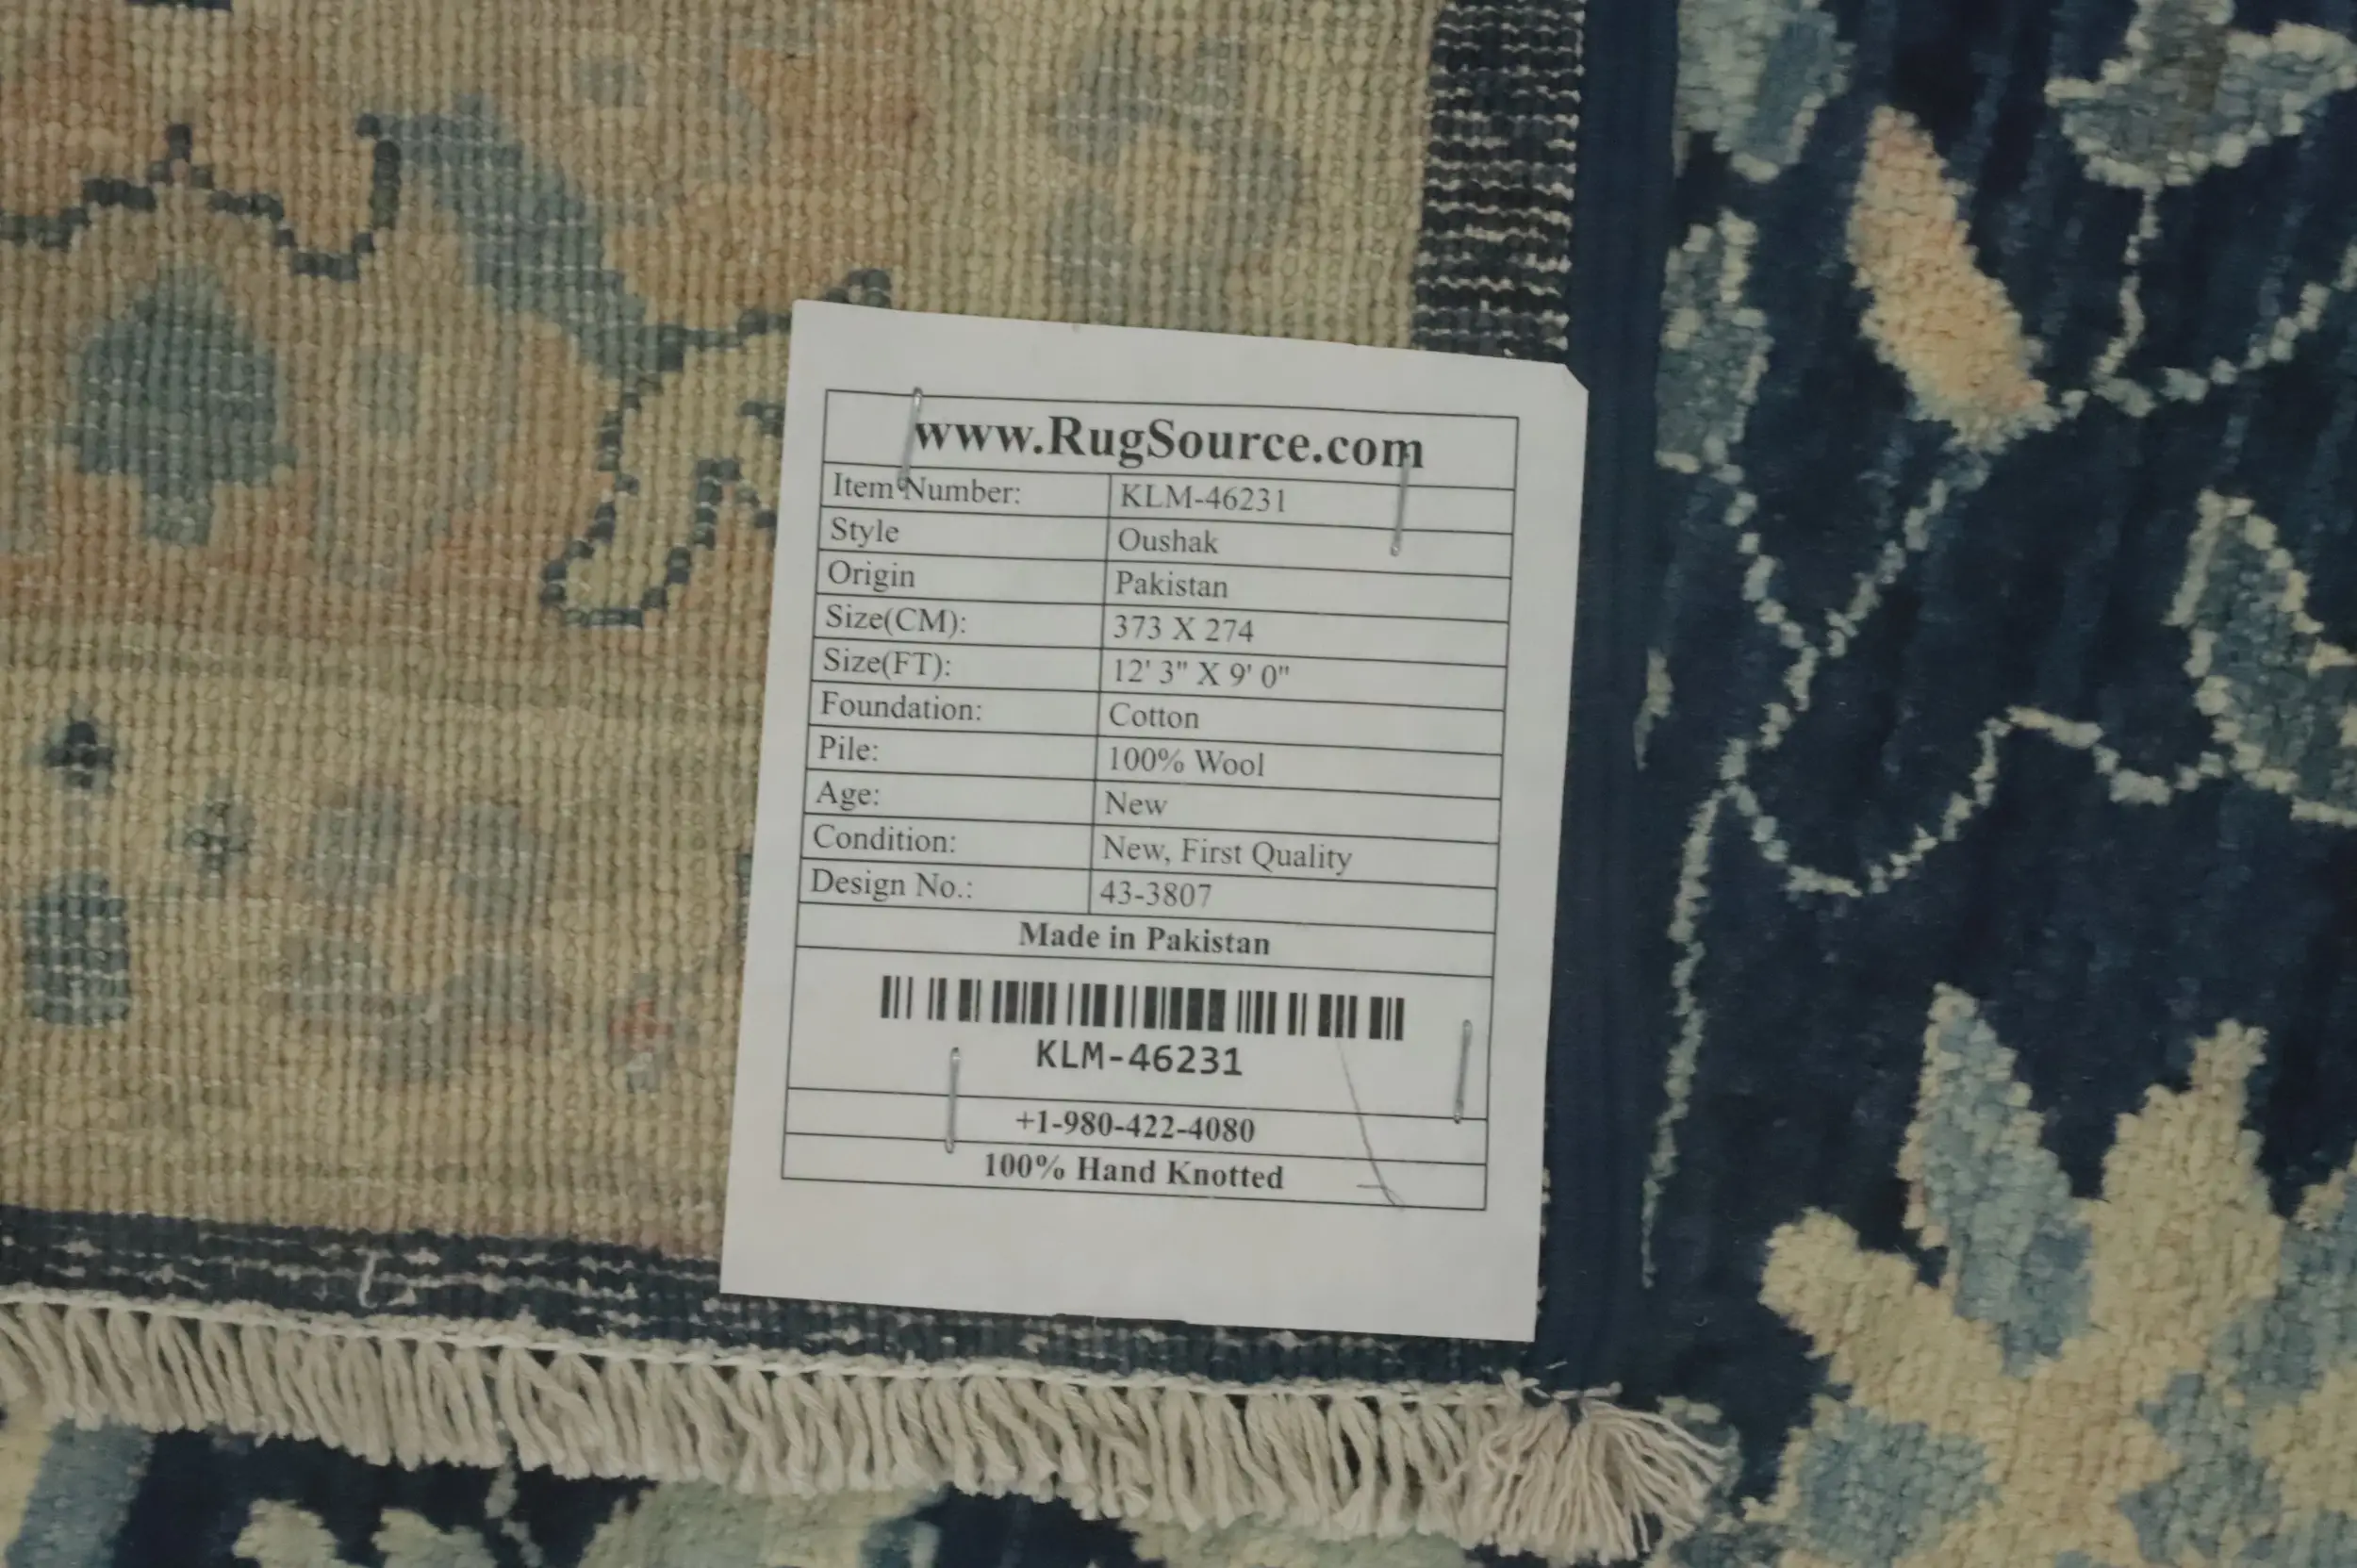 www.RugSource.com
Item Number: KLM-46231
Style Oushak
Origin Pakistan
Size(CM): 373 X 274
Size(FT): 12' 3" X 9' 0"
Foundation: Cotton
Pile: 100% Wool
Age: New
Condition: New, First Quality
Design No.: 43-3807
Made in Pakistan
KLM-46231
+1-980-422-4080
100% Hand Knotted